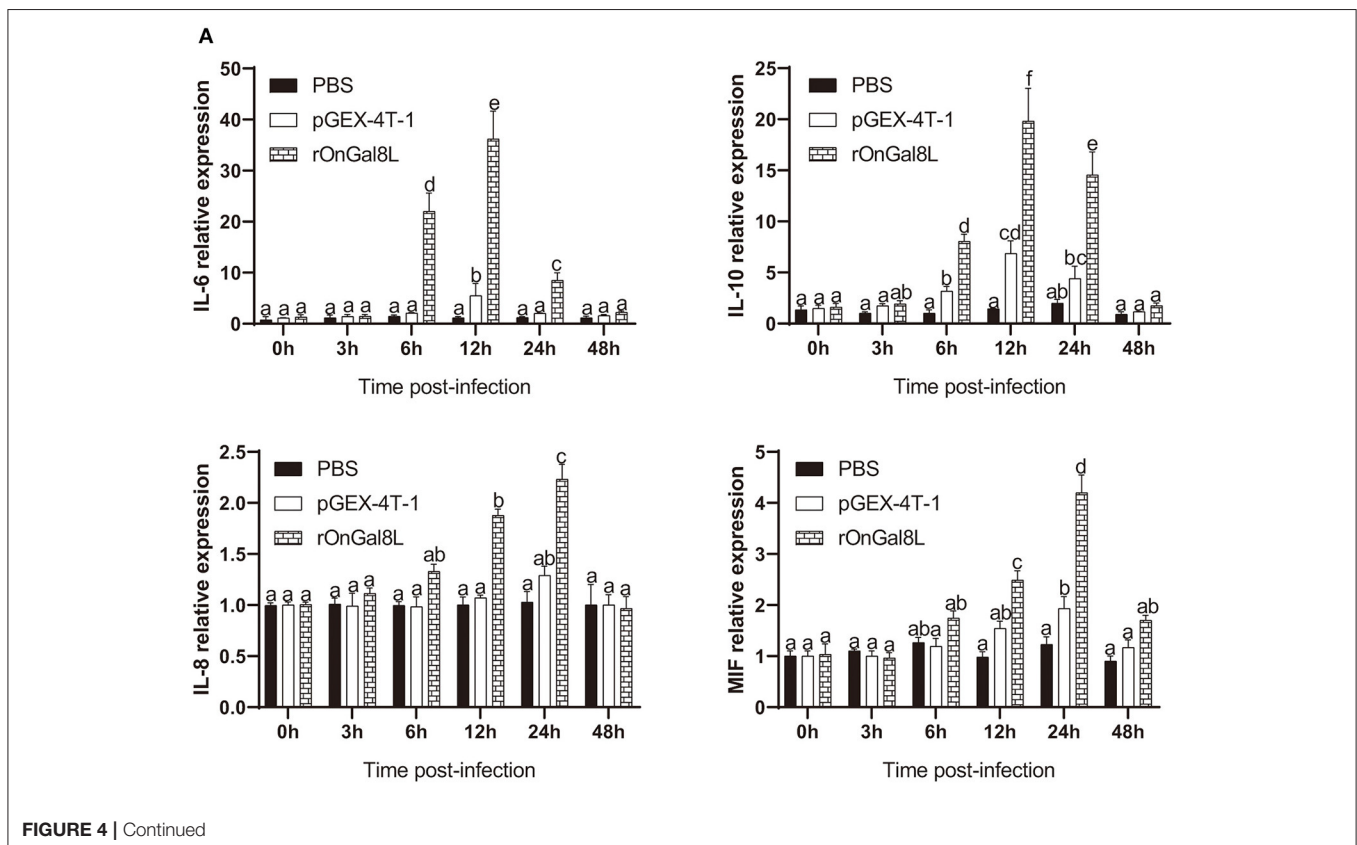 A
50
40
30
20
10
0
IL-6 relative expression
PBS
pGEX-4T-1
rOnGal8L
a a a a a a a a d a b e a a c a a a
0h 3h 6h 12h 24h 48h
Time post-infection
25
20
15
10
5
0
IL-10 relative expression
PBS
pGEX-4T-1
rOnGal8L
a a a a a ab a b d a cd f ab bc e a a a
0h 3h 6h 12h 24h 48h
Time post-infection
2.5
2.0
1.5
1.0
0.5
0.0
IL-8 relative expression
PBS
pGEX-4T-1
rOnGal8L
a a a a a a a a ab a a b a ab c a a a
0h 3h 6h 12h 24h 48h
Time post-infection
5
4
3
2
1
0
MIF relative expression
PBS
pGEX-4T-1
rOnGal8L
a a a a a a ab a ab a ab c a b d a a ab
0h 3h 6h 12h 24h 48h
Time post-infection
FIGURE 4 | Continued